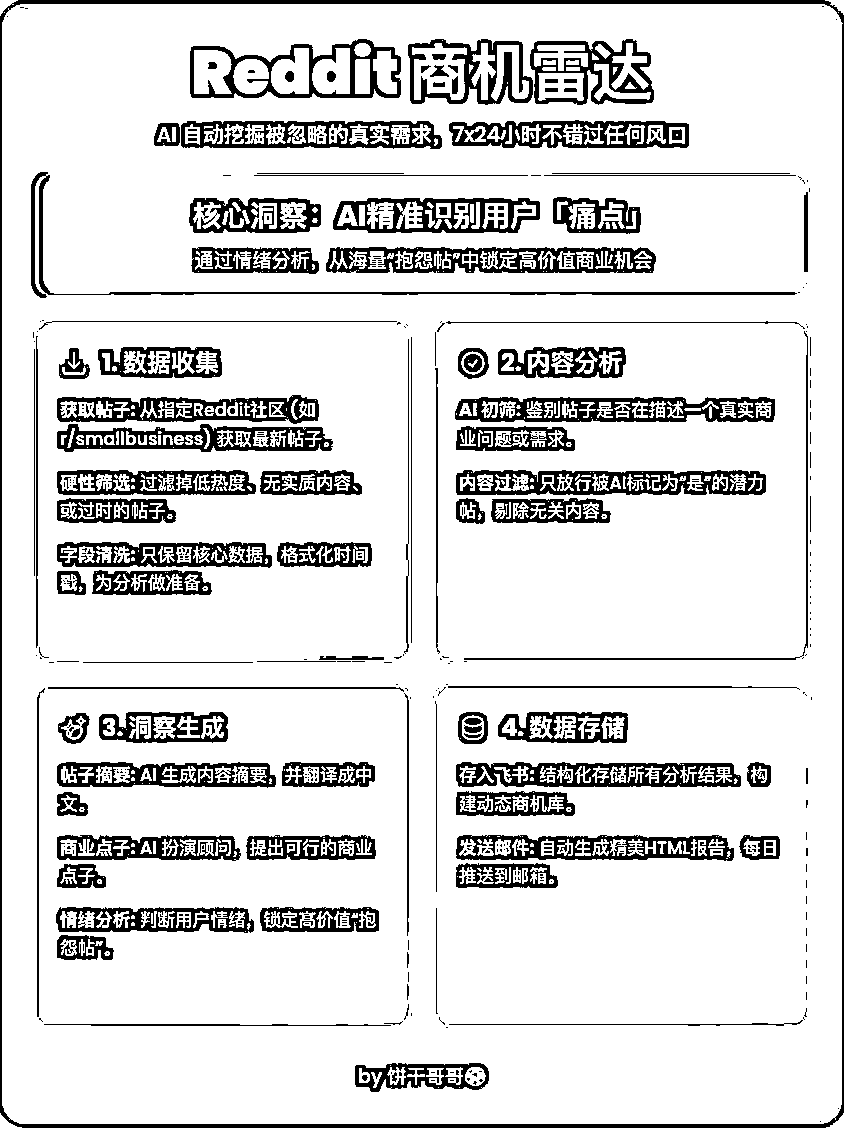 Reddit 商机雷达
AI 自动挖掘被忽略的真实需求，7x24小时不错过任何风口
核心洞察：AI精准识别用户「痛点」
通过情绪分析，从海量“抱怨帖”中锁定高价值商业机会
1. 数据收集
获取帖子: 从指定Reddit社区 (如
r/smallbusiness) 获取最新帖子。
硬性筛选: 过滤掉低热度、无实质内容、
或过时的帖子。
字段清洗: 只保留核心数据，格式化时间
戳，为分析做准备。
2. 内容分析
AI 初筛: 鉴别帖子是否在描述一个真实商
业问题或需求。
内容过滤: 只放行被AI标记为“是”的潜力
帖，剔除无关内容。
3. 洞察生成
帖子摘要: AI 生成内容摘要，并翻译成中
文。
商业点子: AI 扮演顾问，提出可行的商业
点子。
情绪分析: 判断用户情绪，锁定高价值“抱
怨帖”。
4. 数据存储
存入飞书: 结构化存储所有分析结果，构
建动态商机库。
发送邮件: 自动生成精美HTML报告，每日
推送到邮箱。
by 饼干哥哥